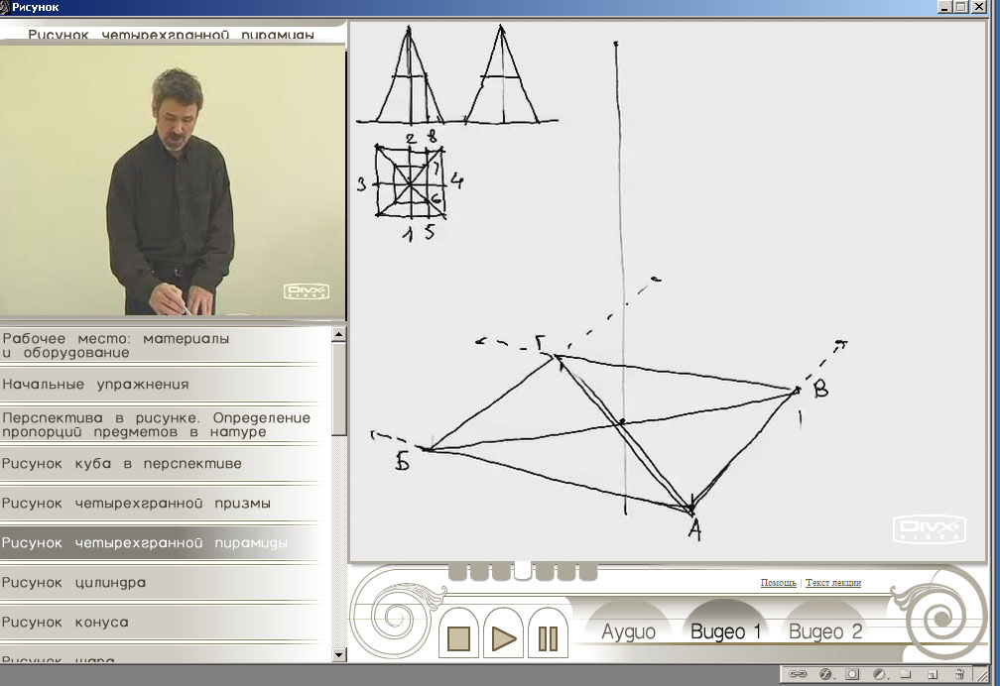 Рисунок
Рисунок четырехгранной пирамиды
DIVX
VIDEO
Рабочее место: материалы
и оборудование
Начальные упражнения
Перспектива в рисунке. Определение
пропорций предметов в натуре
Рисунок куба в перспективе
Рисунок четырехгранной призмы
Рисунок четырехгранной пирамиды
Рисунок цилиндра
Рисунок конуса
Рисунок шара
2 8
7
3 4
6
1 5
Г
В
Б
А
DIVX
VIDEO
Помощь | Текст лекции
Аудио Видео 1 Видео 2